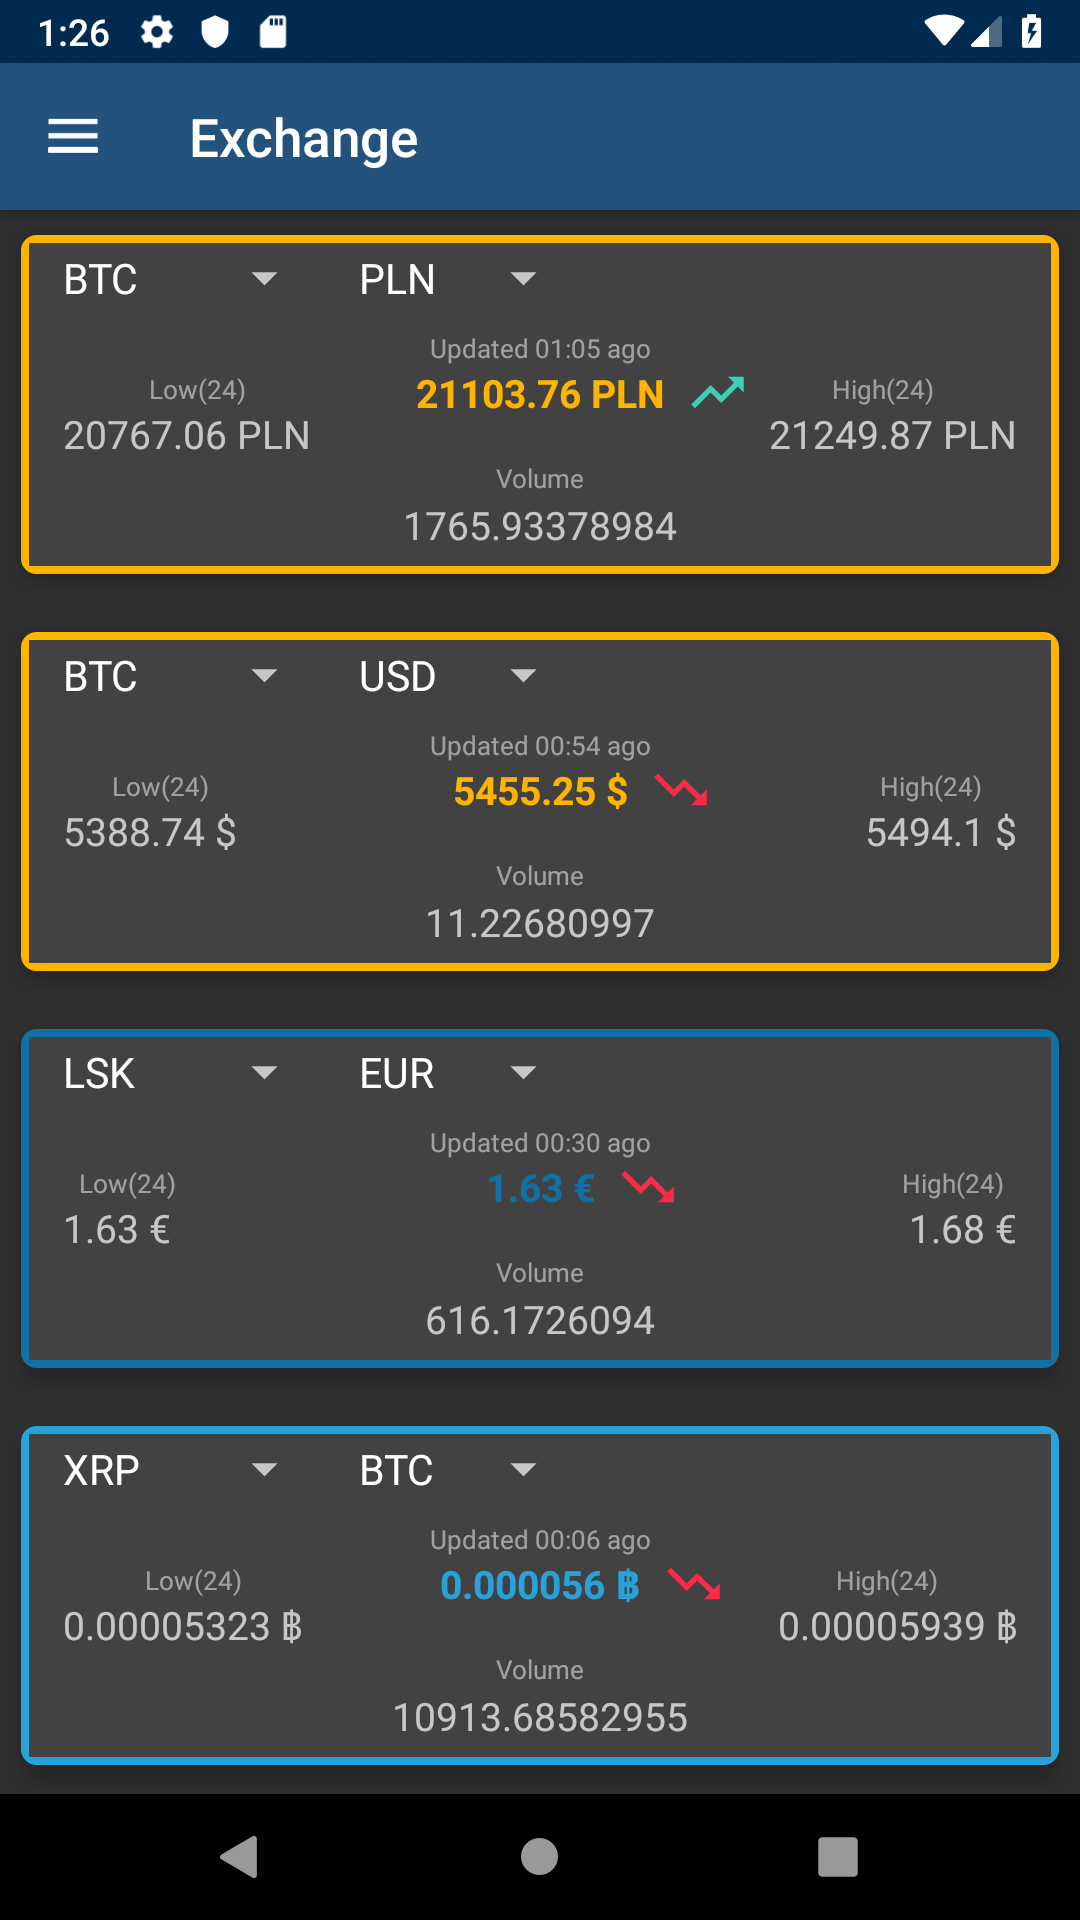 1:26
Exchange
BTC PLN
Updated 01:05 ago
Low(24) 21103.76 PLN High(24)
20767.06 PLN 21249.87 PLN
Volume
1765.93378984
BTC USD
Updated 00:54 ago
Low(24) 5455.25 $ High(24)
5388.74 $ 5494.1 $
Volume
11.22680997
LSK EUR
Updated 00:30 ago
Low(24) 1.63 € High(24)
1.63 € 1.68 €
Volume
616.1726094
XRP BTC
Updated 00:06 ago
Low(24) 0.000056 ฿ High(24)
0.00005323 ฿ 0.00005939 ฿
Volume
10913.68582955